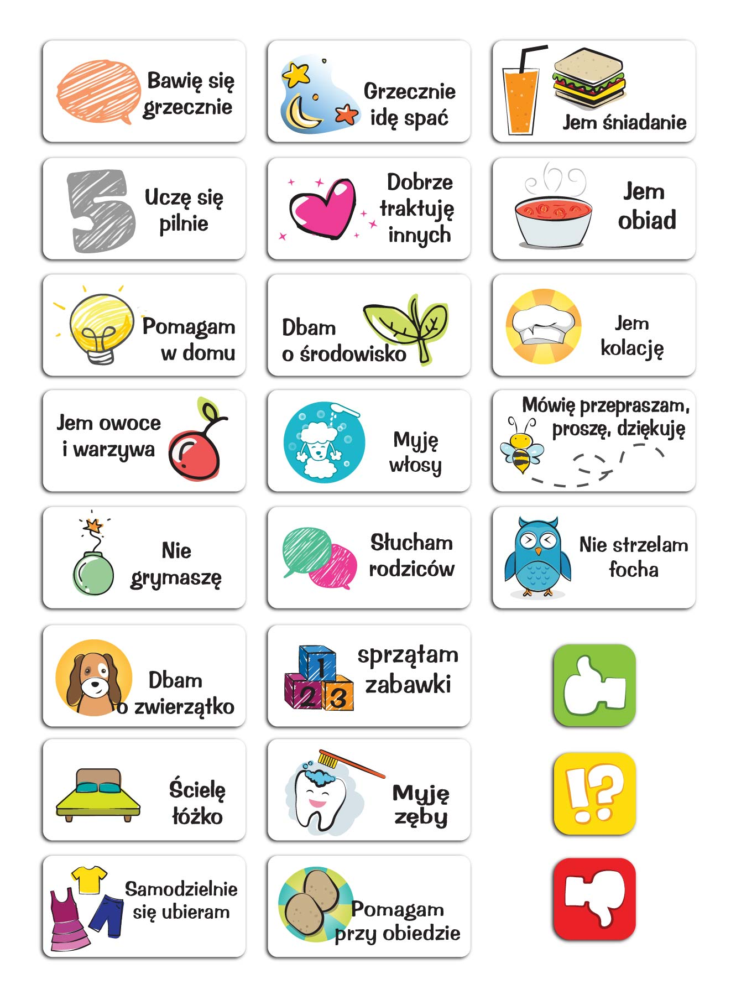 Bawię się
grzecznie
Grzecznie
idę spać
Jem śniadanie
Uczę się
pilnie
5
Dobrze
traktuję
innych
Jem
obiad
Pomagam
w domu
Dbam
o środowisko
Jem
kolację
Jem owoce
i warzywa
Myję
włosy
Mówię przepraszam,
proszę, dziękuję
Nie
grymaszę
Słucham
rodziców
Nie strzelam
focha
Dbam
o zwierzątko
1
2 3
sprzątam
zabawki
Ścielę
łóżko
Myję
zęby
!?
Samodzielnie
się ubieram
Pomagam
przy obiedzie